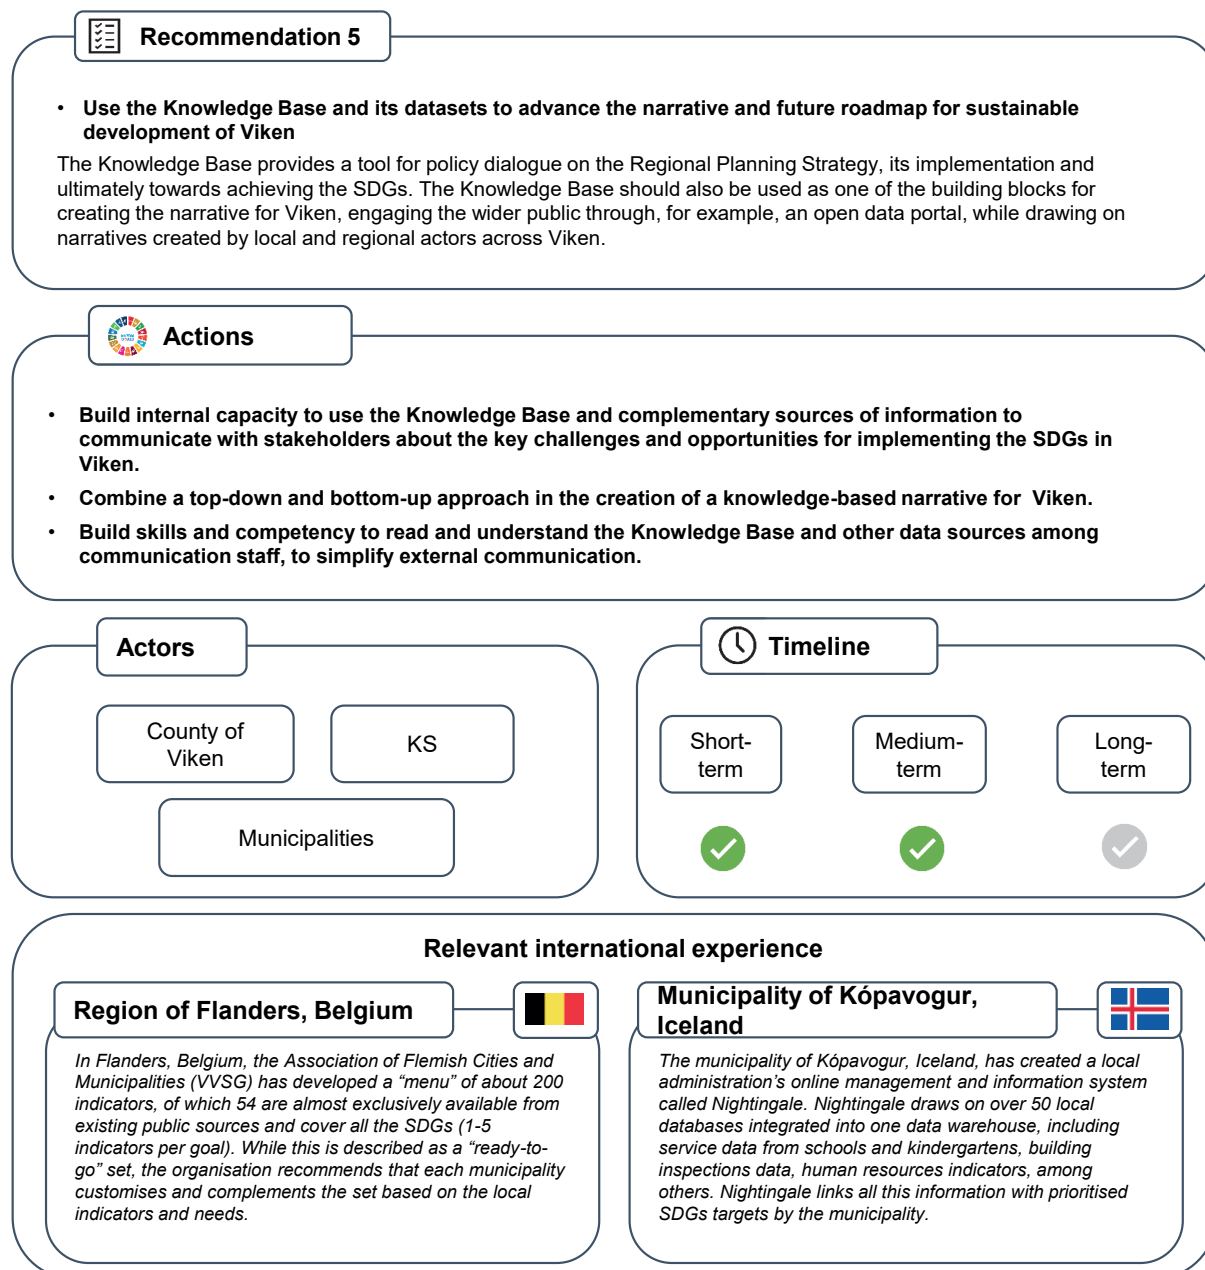 Recommendation 5
• Use the Knowledge Base and its datasets to advance the narrative and future roadmap for sustainable
development of Viken
The Knowledge Base provides a tool for policy dialogue on the Regional Planning Strategy, its implementation and
ultimately towards achieving the SDGs. The Knowledge Base should also be used as one of the building blocks for
creating the narrative for Viken, engaging the wider public through, for example, an open data portal, while drawing on
narratives created by local and regional actors across Viken.
Actions
• Build internal capacity to use the Knowledge Base and complementary sources of information to
communicate with stakeholders about the key challenges and opportunities for implementing the SDGs in
Viken.
• Combine a top-down and bottom-up approach in the creation of a knowledge-based narrative for Viken.
• Build skills and competency to read and understand the Knowledge Base and other data sources among
communication staff, to simplify external communication.
Actors
County of
Viken
KS
Municipalities
Timeline
Short-
term
Medium-
term
Long-
term
Relevant international experience
Region of Flanders, Belgium
In Flanders, Belgium, the Association of Flemish Cities and
Municipalities (VVSG) has developed a “menu” of about 200
indicators, of which 54 are almost exclusively available from
existing public sources and cover all the SDGs (1-5
indicators per goal). While this is described as a “ready-to-
go” set, the organisation recommends that each municipality
customises and complements the set based on the local
indicators and needs.
Municipality of Kópavogur,
Iceland
The municipality of Kópavogur, Iceland, has created a local
administration’s online management and information system
called Nightingale. Nightingale draws on over 50 local
databases integrated into one data warehouse, including
service data from schools and kindergartens, building
inspections data, human resources indicators, among
others. Nightingale links all this information with prioritised
SDGs targets by the municipality.